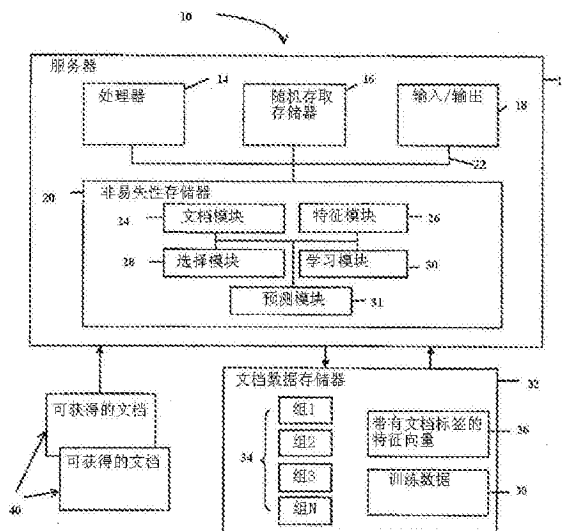 10
服务器
14
处理器
16
随机存取
存储器
输入/输出
18
22
20
非易失性存储器
24
文档模块
特征模块
26
28
选择模块
学习模块
30
预测模块
31
可获得的文档
可获得的文档
40
文档数据存储器
32
34
组1
组2
组3
组N
带有文档标签的
特征向量
36
训练数据